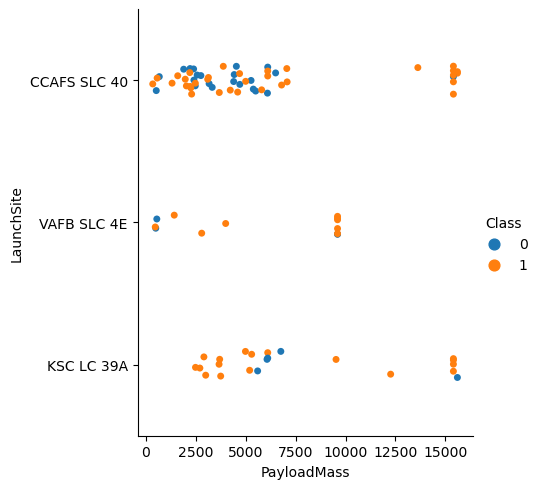 CCAFS SLC 40
VAFB SLC 4E
KSC LC 39A
LaunchSite
0 2500 5000 7500 10000 12500 15000
PayloadMass
Class
0
1